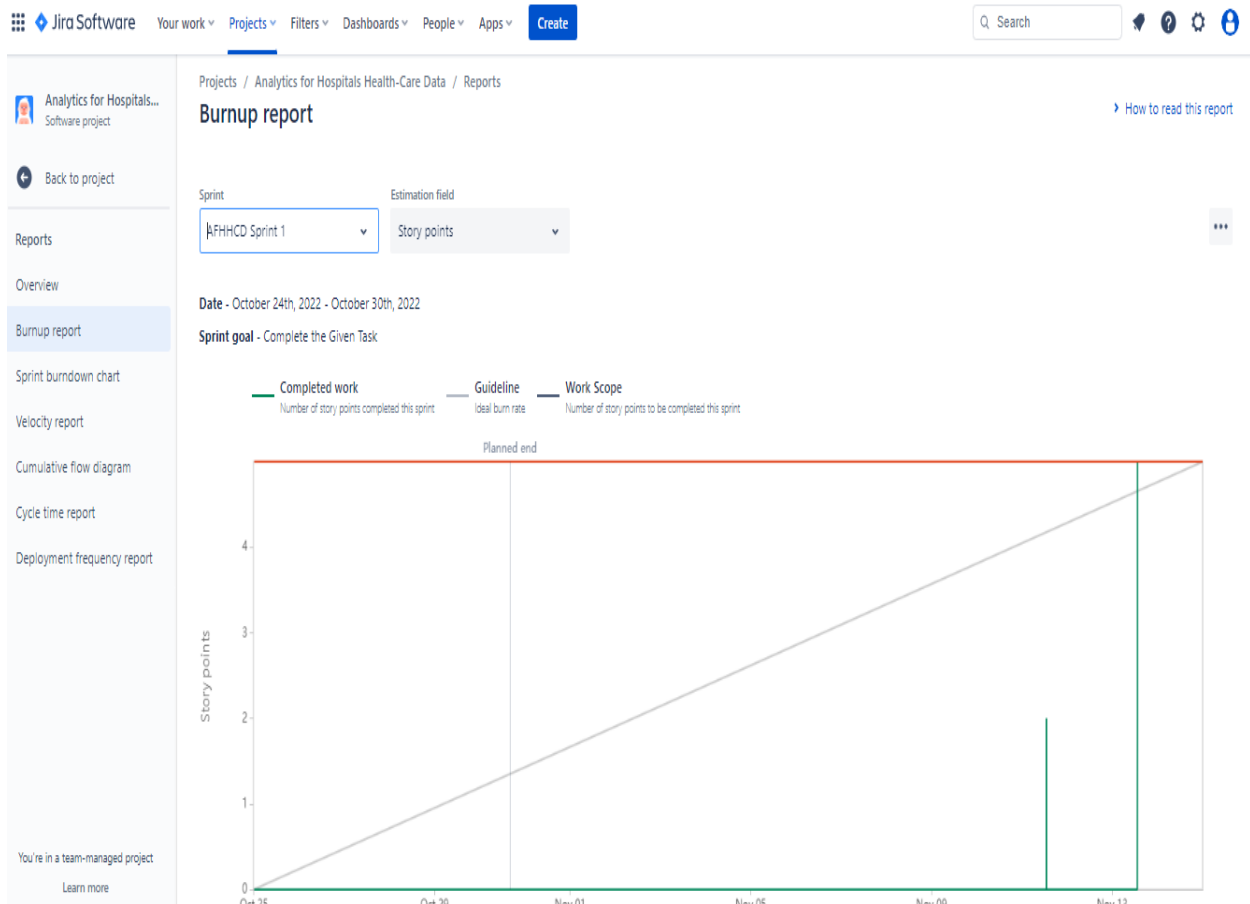 Jira Software Your work Projects Filters Dashboards People Apps Create Search
Analytics for Hospitals...
Software project
Back to project
Reports
Overview
Burnup report
Sprint burndown chart
Velocity report
Cumulative flow diagram
Cycle time report
Deployment frequency report
You're in a team-managed project
Learn more
Projects / Analytics for Hospitals Health-Care Data / Reports
Burnup report
How to read this report
Sprint Estimation field
AFHHCD Sprint 1 Story points
Date - October 24th, 2022 - October 30th, 2022
Sprint goal - Complete the Given Task
Completed work Guideline Work Scope
Number of story points completed this sprint Ideal burn rate Number of story points to be completed this sprint
Planned end
4
3
Story points
2
1
0
Oct 25 Oct 29 Nov 01 Nov 05 Nov 09 Nov 13